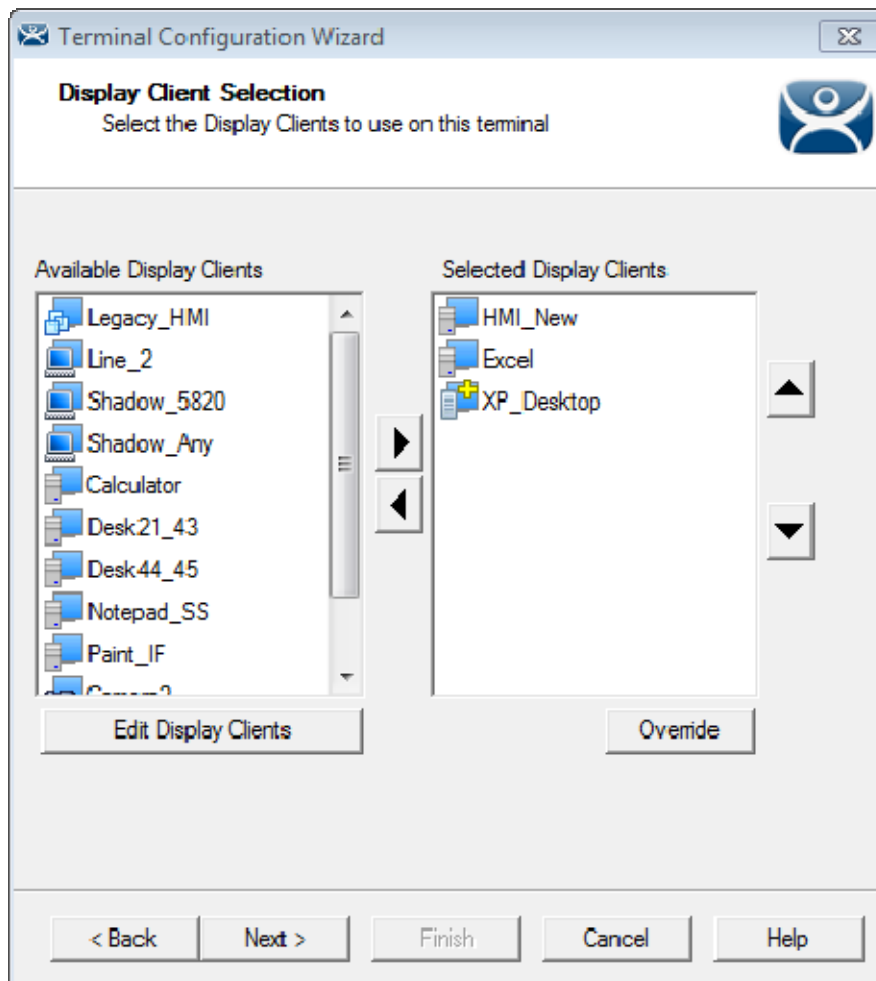 Terminal Configuration Wizard
Display Client Selection
Select the Display Clients to use on this teminal
Available Display Clients
Selected Display Clients
Legacy_HMI
Line_2
Shadow_5820
Shadow_Any
Calculator
Desk21_43
Desk44_45
Notepad_SS
Paint_IF
HMI_New
Excel
XP_Desktop
Edit Display Clients
Override
< Back
Next >
Finish
Cancel
Help